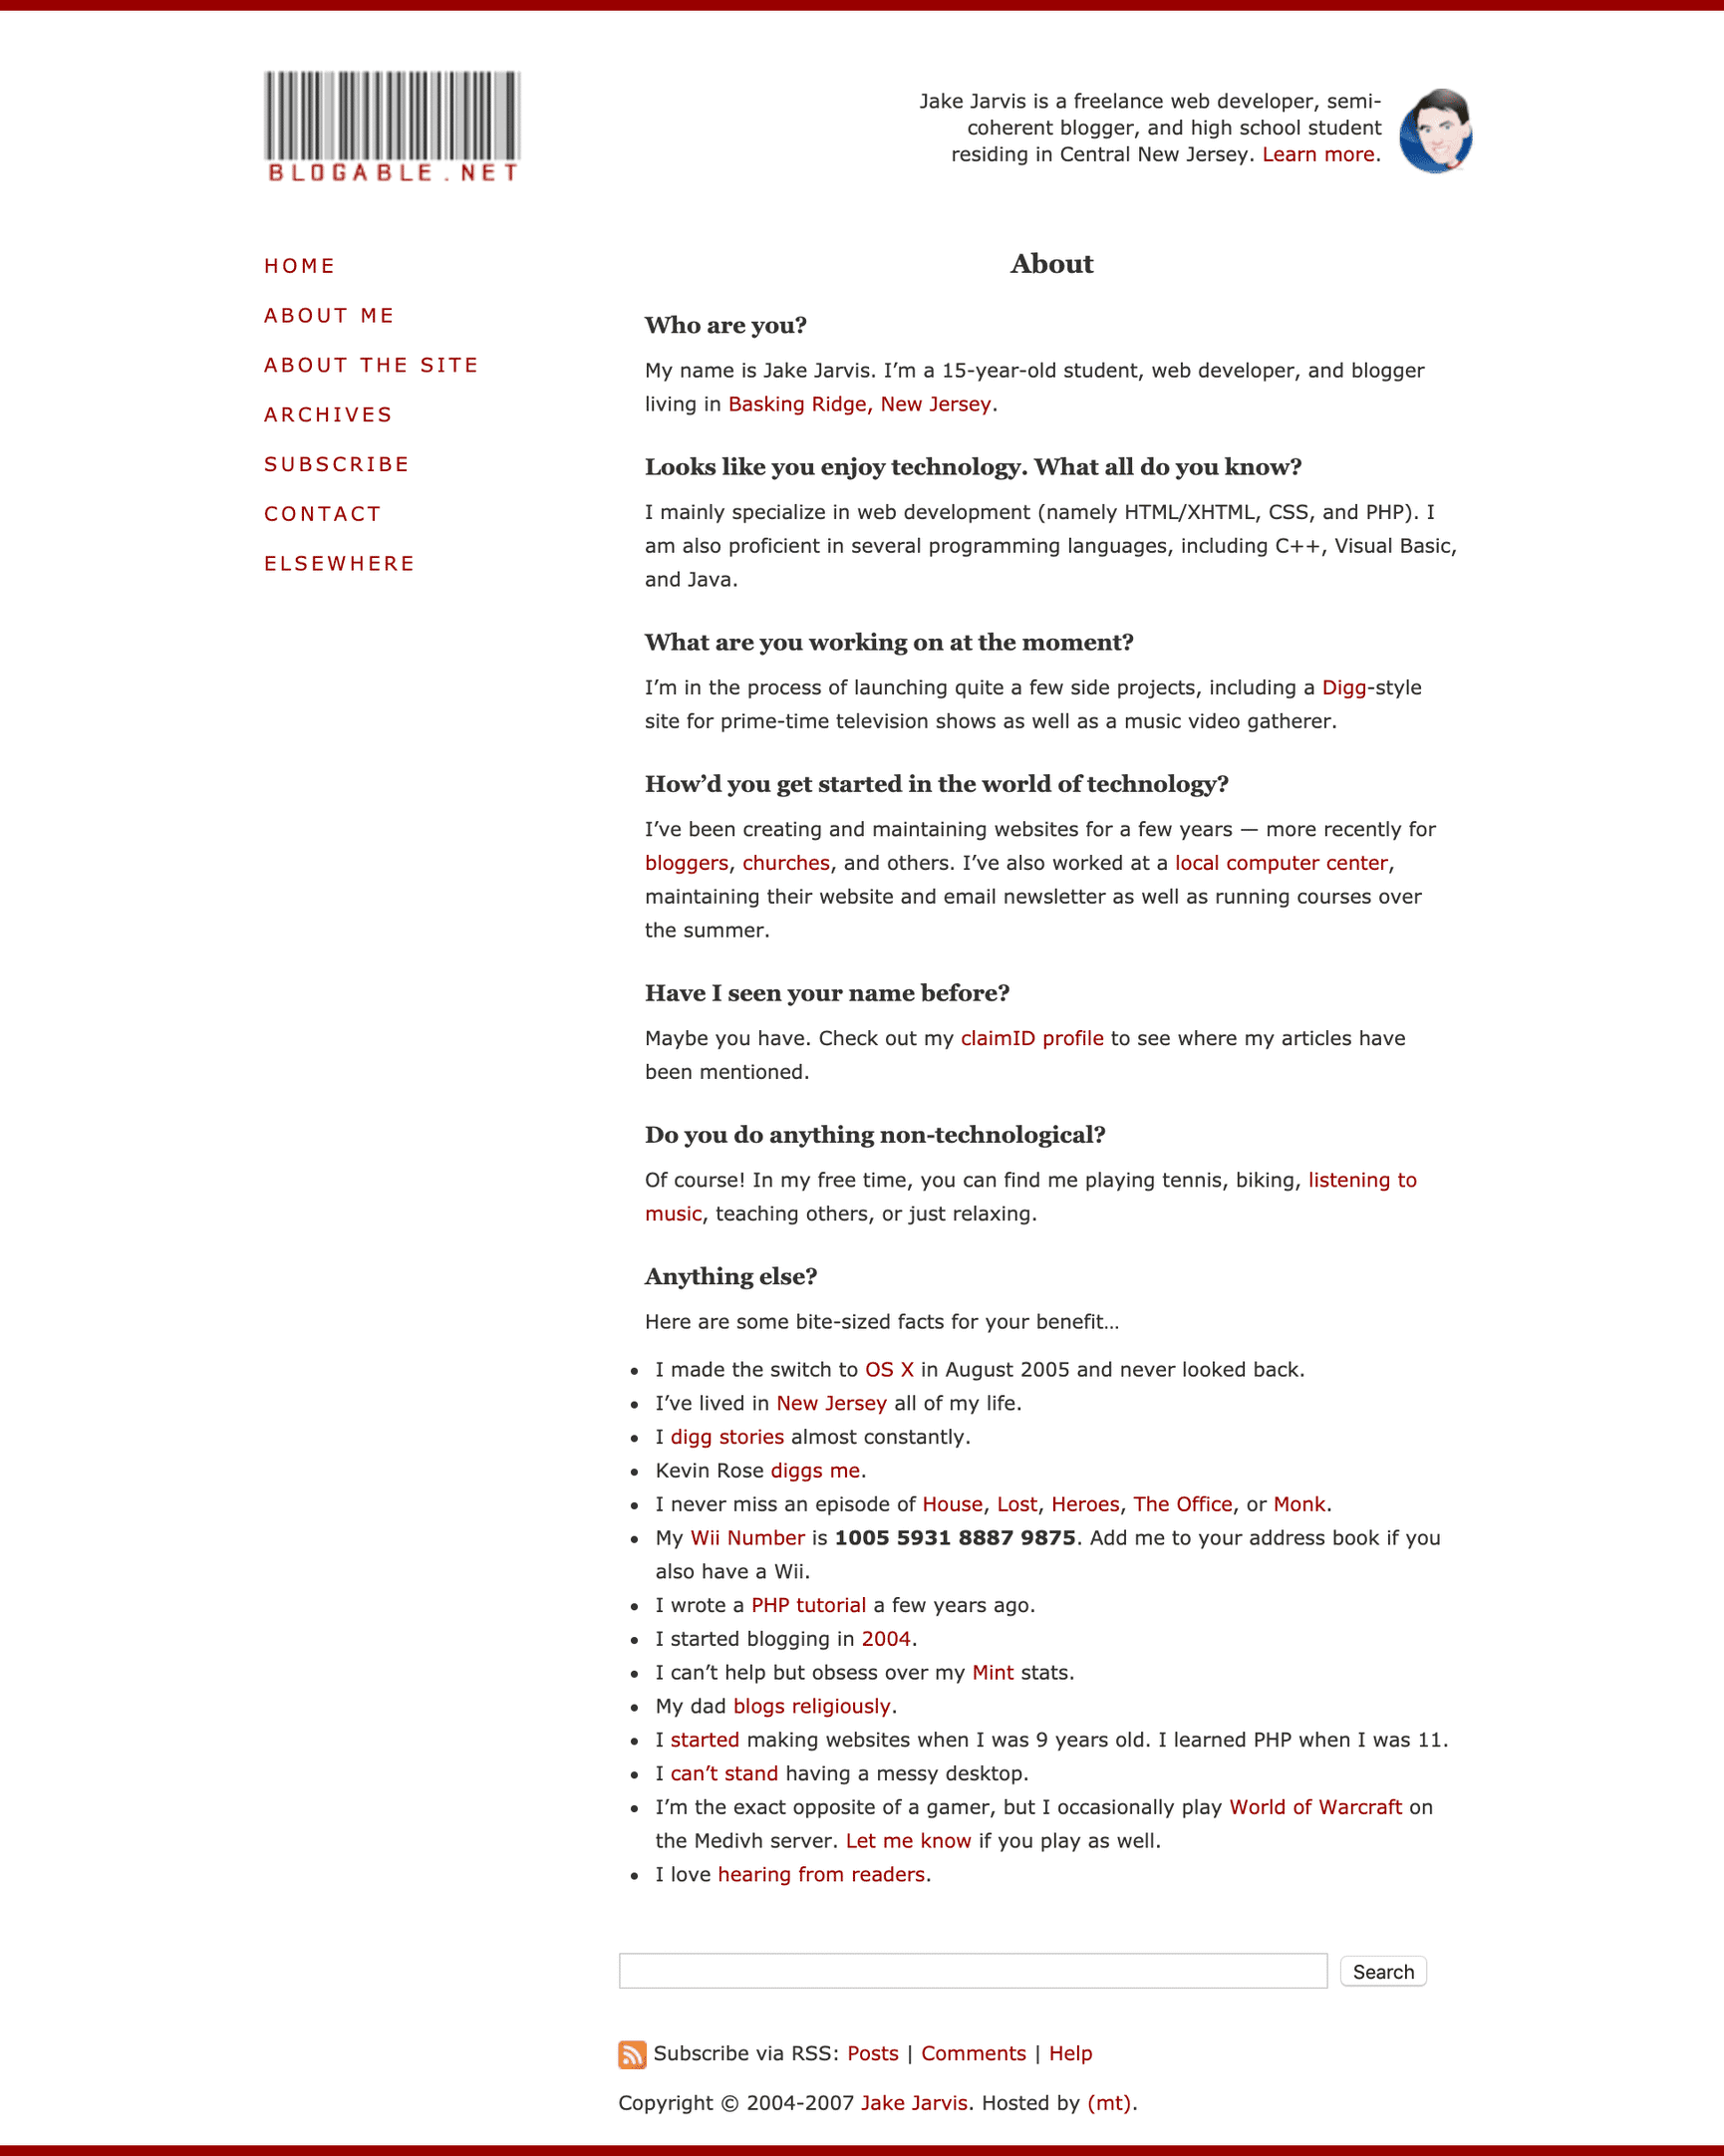 BLOGABLE.NET
Jake Jarvis is a freelance web developer, semi-
coherent blogger, and high school student
residing in Central New Jersey. Learn more.
HOME
ABOUT ME
ABOUT THE SITE
ARCHIVES
SUBSCRIBE
CONTACT
ELSEWHERE
About
Who are you?
My name is Jake Jarvis. I’m a 15-year-old student, web developer, and blogger
living in Basking Ridge, New Jersey.
Looks like you enjoy technology. What all do you know?
I mainly specialize in web development (namely HTML/XHTML, CSS, and PHP). I
am also proficient in several programming languages, including C++, Visual Basic,
and Java.
What are you working on at the moment?
I’m in the process of launching quite a few side projects, including a Digg-style
site for prime-time television shows as well as a music video gatherer.
How’d you get started in the world of technology?
I’ve been creating and maintaining websites for a few years — more recently for
bloggers, churches, and others. I’ve also worked at a local computer center,
maintaining their website and email newsletter as well as running courses over
the summer.
Have I seen your name before?
Maybe you have. Check out my claimID profile to see where my articles have
been mentioned.
Do you do anything non-technological?
Of course! In my free time, you can find me playing tennis, biking, listening to
music, teaching others, or just relaxing.
Anything else?
Here are some bite-sized facts for your benefit…
• I made the switch to OS X in August 2005 and never looked back.
• I’ve lived in New Jersey all of my life.
• I digg stories almost constantly.
• Kevin Rose diggs me.
• I never miss an episode of House, Lost, Heroes, The Office, or Monk.
• My Wii Number is 1005 5931 8887 9875. Add me to your address book if you
also have a Wii.
• I wrote a PHP tutorial a few years ago.
• I started blogging in 2004.
• I can’t help but obsess over my Mint stats.
• My dad blogs religiously.
• I started making websites when I was 9 years old. I learned PHP when I was 11.
• I can’t stand having a messy desktop.
• I’m the exact opposite of a gamer, but I occasionally play World of Warcraft on
the Medivh server. Let me know if you play as well.
• I love hearing from readers.
Search
Subscribe via RSS: Posts | Comments | Help
Copyright © 2004-2007 Jake Jarvis. Hosted by (mt).